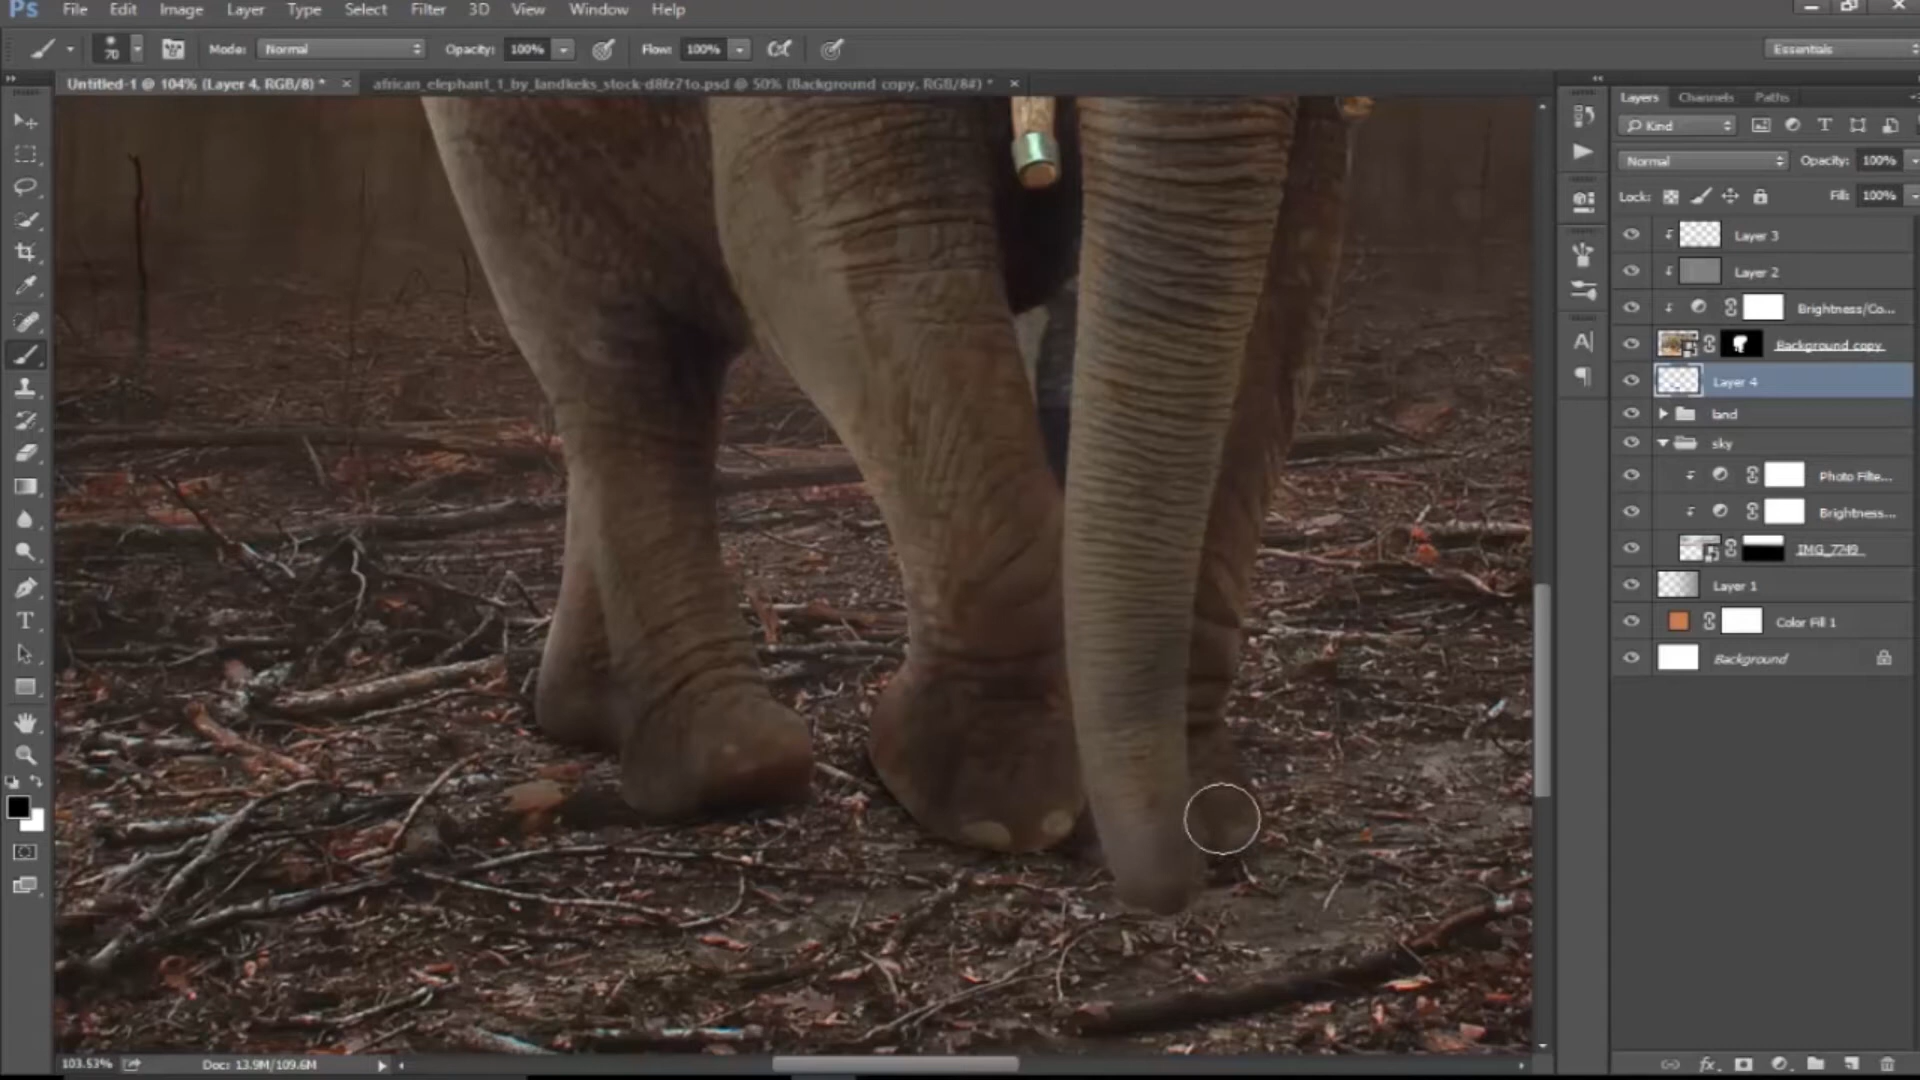 Ps File Edit Image Layer Type Select Filter 3D View Window Help
70 Mode: Normal Opacity: 100% Flow: 100% Essentials
Untitled-1 @ 104% (Layer 4, RGB/8) * × african_elephant_1_by_landkeks_stock-d8fz71o.psd @ 50% (Background copy, RGB/8#) * ×
Layers Channels Paths
Kind
Normal Opacity: 100%
Lock: Fill: 100%
Layer 3
Layer 2
Brightness/Co...
Background copy
Layer 4
land
sky
Photo Filte...
Brightness...
IMG_7749
Layer 1
Color Fill 1
Background
103.53% Doc: 13.9M/109.6M